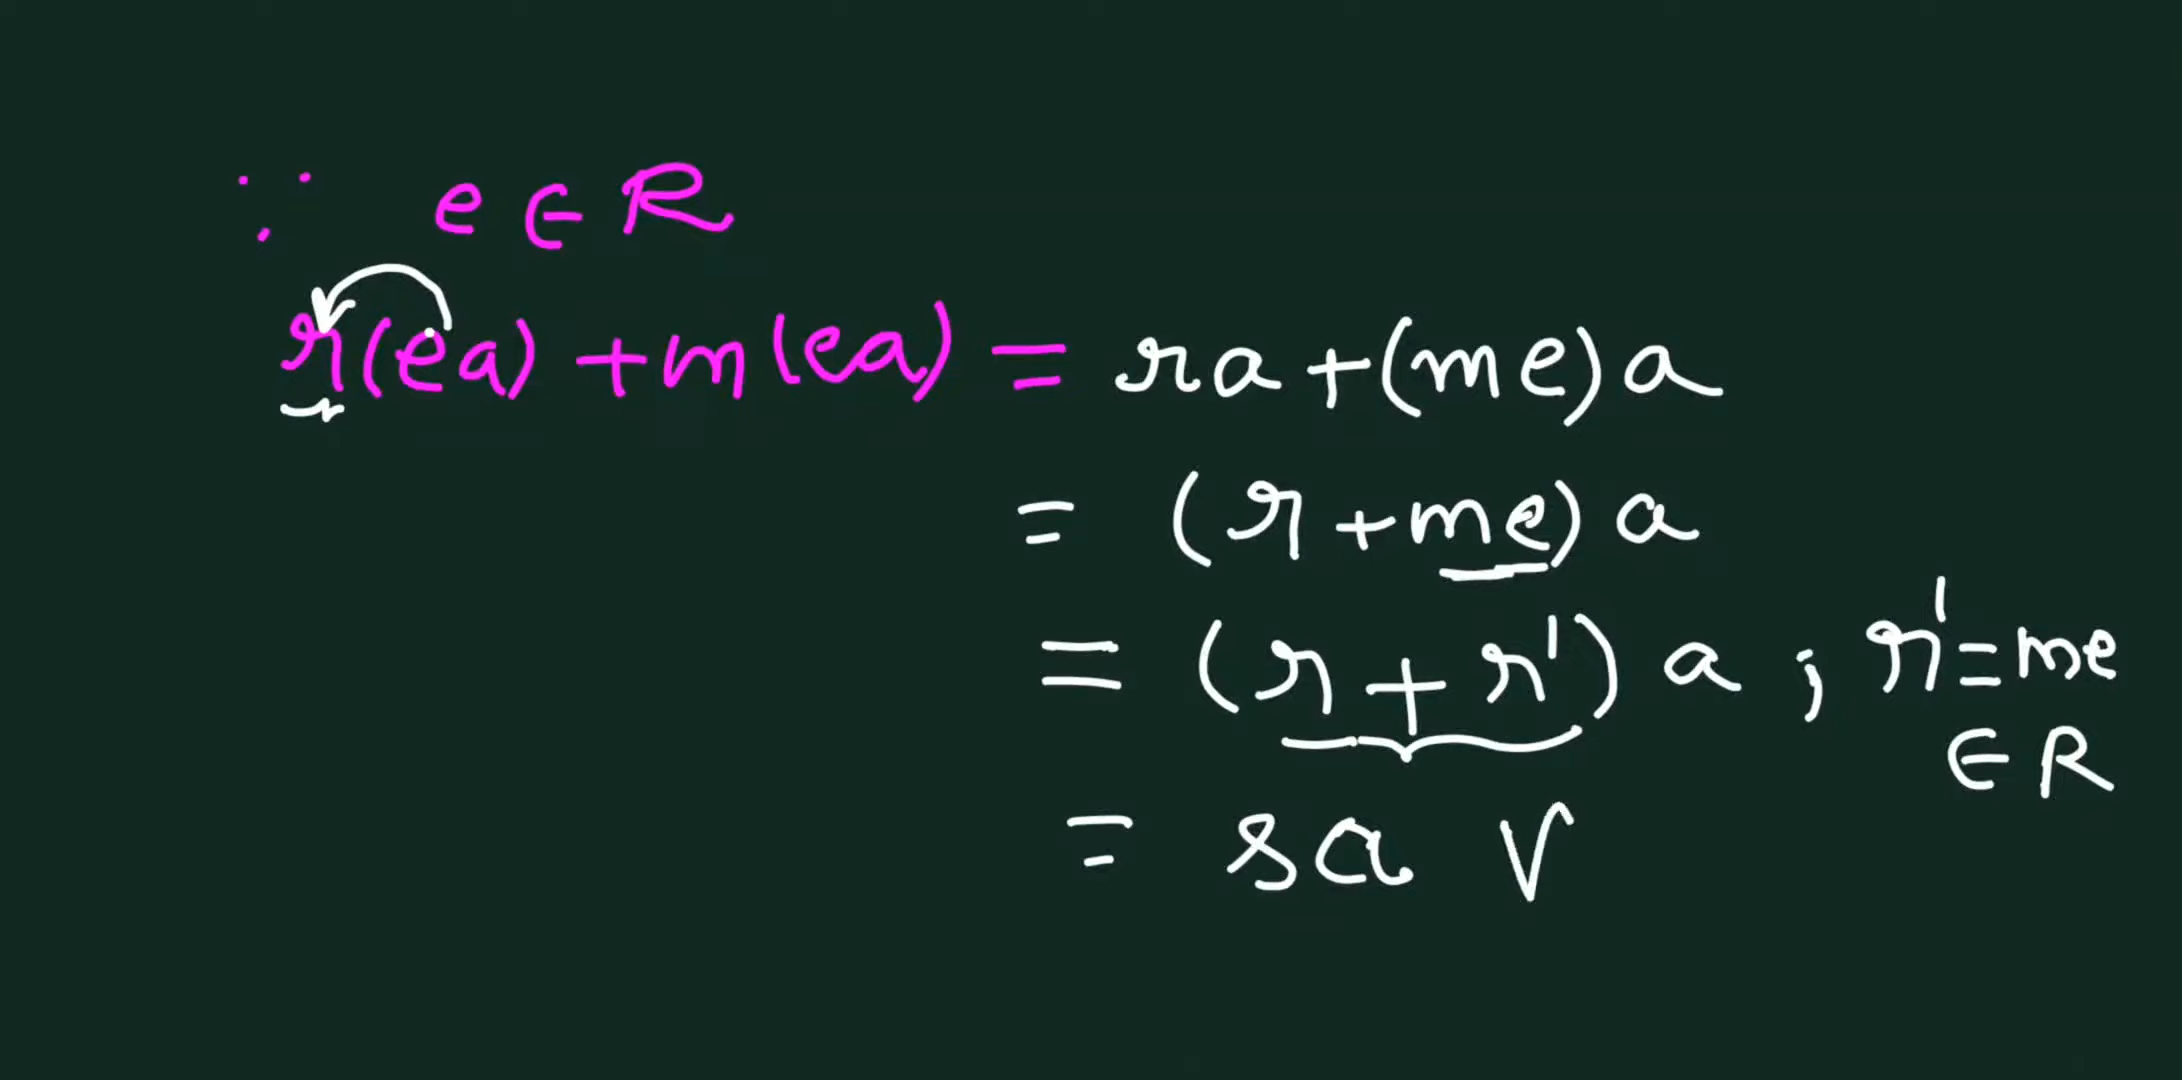 ∵ e ∈ R
r(ea) + m(ea) = ra + (me)a
= (r + me) a
= (r + r') a ; r' = me
∈ R
= sa √